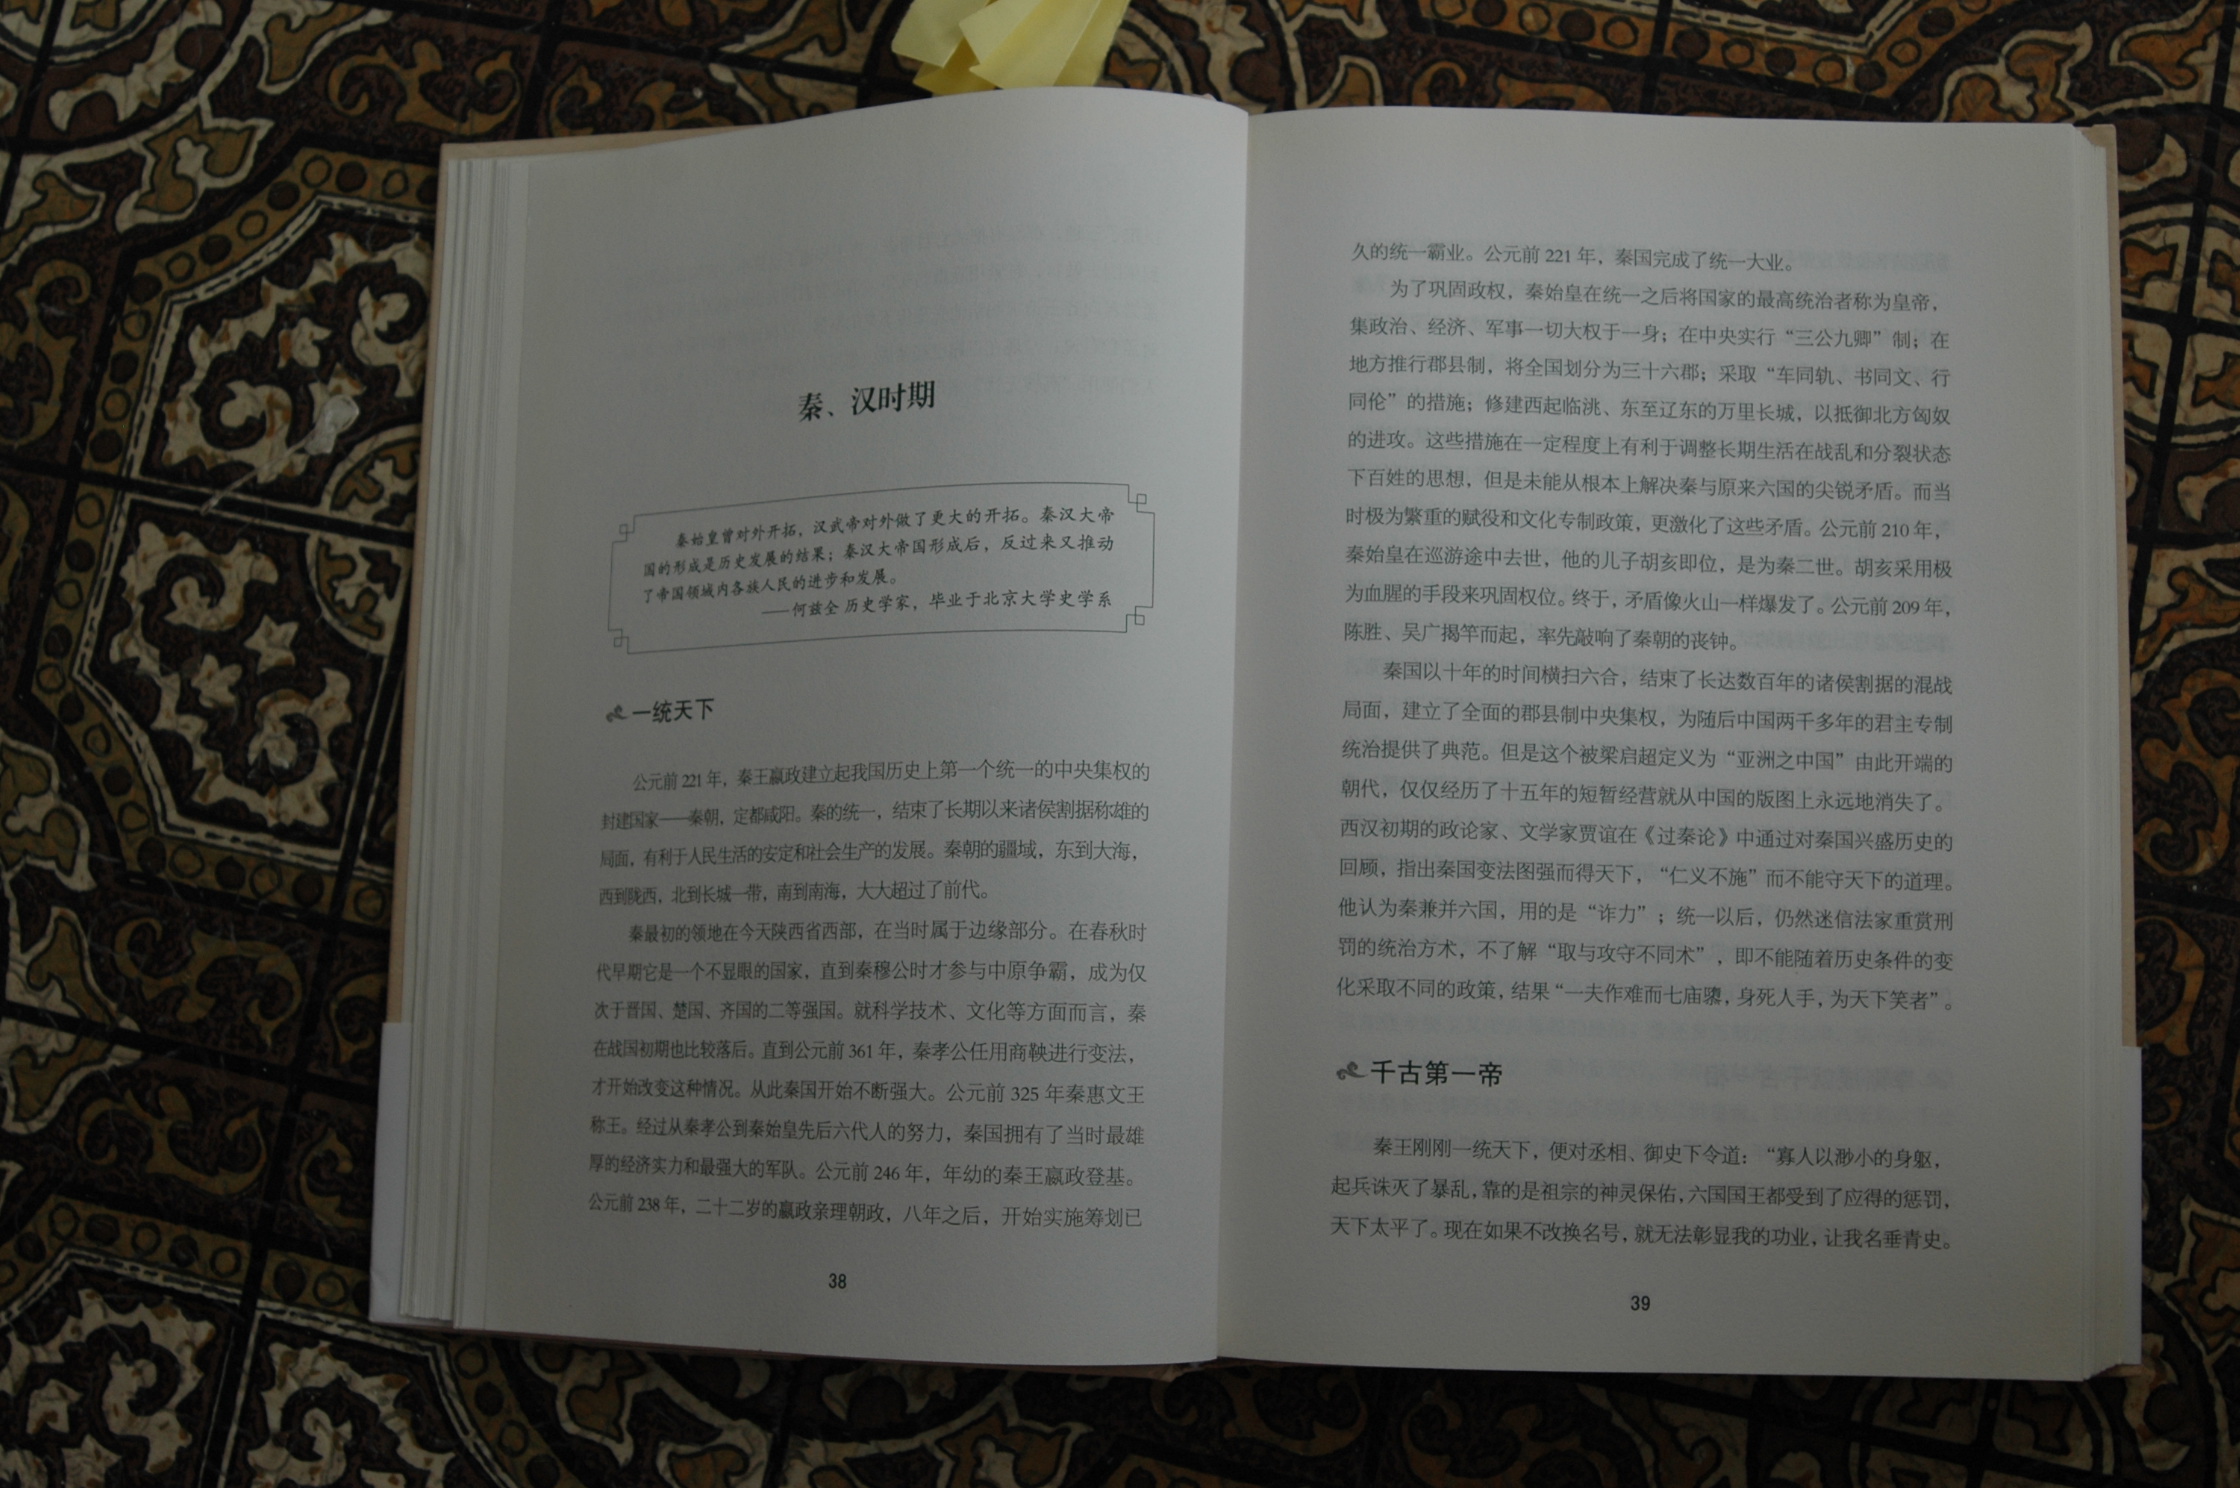 秦、汉时期
秦始皇曾对外开拓，汉武帝对外做了更大的开拓。秦汉大帝
国的形成是历史发展的结果；秦汉大帝国形成后，反过来又推动
了帝国领域内各族人民的进步和发展。
——何兹全 历史学家，毕业于北京大学史学系
一统天下
公元前 221 年，秦王嬴政建立起我国历史上第一个统一的中央集权的
封建国家——秦朝，定都咸阳。秦的统一，结束了长期以来诸侯割据称雄的
局面，有利于人民生活的安定和社会生产的发展。秦朝的疆域，东到大海，
西到陇西，北到长城一带，南到南海，大大超过了前代。
秦最初的领地在今天陕西省西部，在当时属于边缘部分。在春秋时
代早期它是一个不显眼的国家，直到秦穆公时才参与中原争霸，成为仅
次于晋国、楚国、齐国的二等强国。就科学技术、文化等方面而言，秦
在战国初期也比较落后。直到公元前 361 年，秦孝公任用商鞅进行变法，
才开始改变这种情况。从此秦国开始不断强大。公元前 325 年秦惠文王
称王。经过从秦孝公到秦始皇先后六代人的努力，秦国拥有了当时最雄
厚的经济实力和最强大的军队。公元前 246 年，年幼的秦王嬴政登基。
公元前 238 年，二十二岁的嬴政亲理朝政，八年之后，开始实施筹划已
38
久的统一霸业。公元前 221 年，秦国完成了统一大业。
为了巩固政权，秦始皇在统一之后将国家的最高统治者称为皇帝，
集政治、经济、军事一切大权于一身；在中央实行“三公九卿”制；在
地方推行郡县制，将全国划分为三十六郡；采取“车同轨、书同文、行
同伦”的措施；修建西起临洮、东至辽东的万里长城，以抵御北方匈奴
的进攻。这些措施在一定程度上有利于调整长期生活在战乱和分裂状态
下百姓的思想，但是未能从根本上解决秦与原来六国的尖锐矛盾。而当
时极为繁重的赋役和文化专制政策，更激化了这些矛盾。公元前 210 年，
秦始皇在巡游途中去世，他的儿子胡亥即位，是为秦二世。胡亥采用极
为血腥的手段来巩固权位。终于，矛盾像火山一样爆发了。公元前 209 年，
陈胜、吴广揭竿而起，率先敲响了秦朝的丧钟。
秦国以十年的时间横扫六合，结束了长达数百年的诸侯割据的混战
局面，建立了全面的郡县制中央集权，为随后中国两千多年的君主专制
统治提供了典范。但是这个被梁启超定义为“亚洲之中国”由此开端的
朝代，仅仅经历了十五年的短暂经营就从中国的版图上永远地消失了。
西汉初期的政论家、文学家贾谊在《过秦论》中通过对秦国兴盛历史的
回顾，指出秦国变法图强而得天下，“仁义不施”而不能守天下的道理。
他认为秦兼并六国，用的是“诈力”；统一以后，仍然迷信法家重赏刑
罚的统治方术，不了解“取与攻守不同术”，即不能随着历史条件的变
化采取不同的政策，结果“一夫作难而七庙隳，身死人手，为天下笑者”。
千古第一帝
秦王刚刚一统天下，便对丞相、御史下令道：“寡人以渺小的身躯，
起兵诛灭了暴乱，靠的是祖宗的神灵保佑，六国国王都受到了应得的惩罚，
天下太平了。现在如果不改换名号，就无法彰显我的功业，让我名垂青史。
39